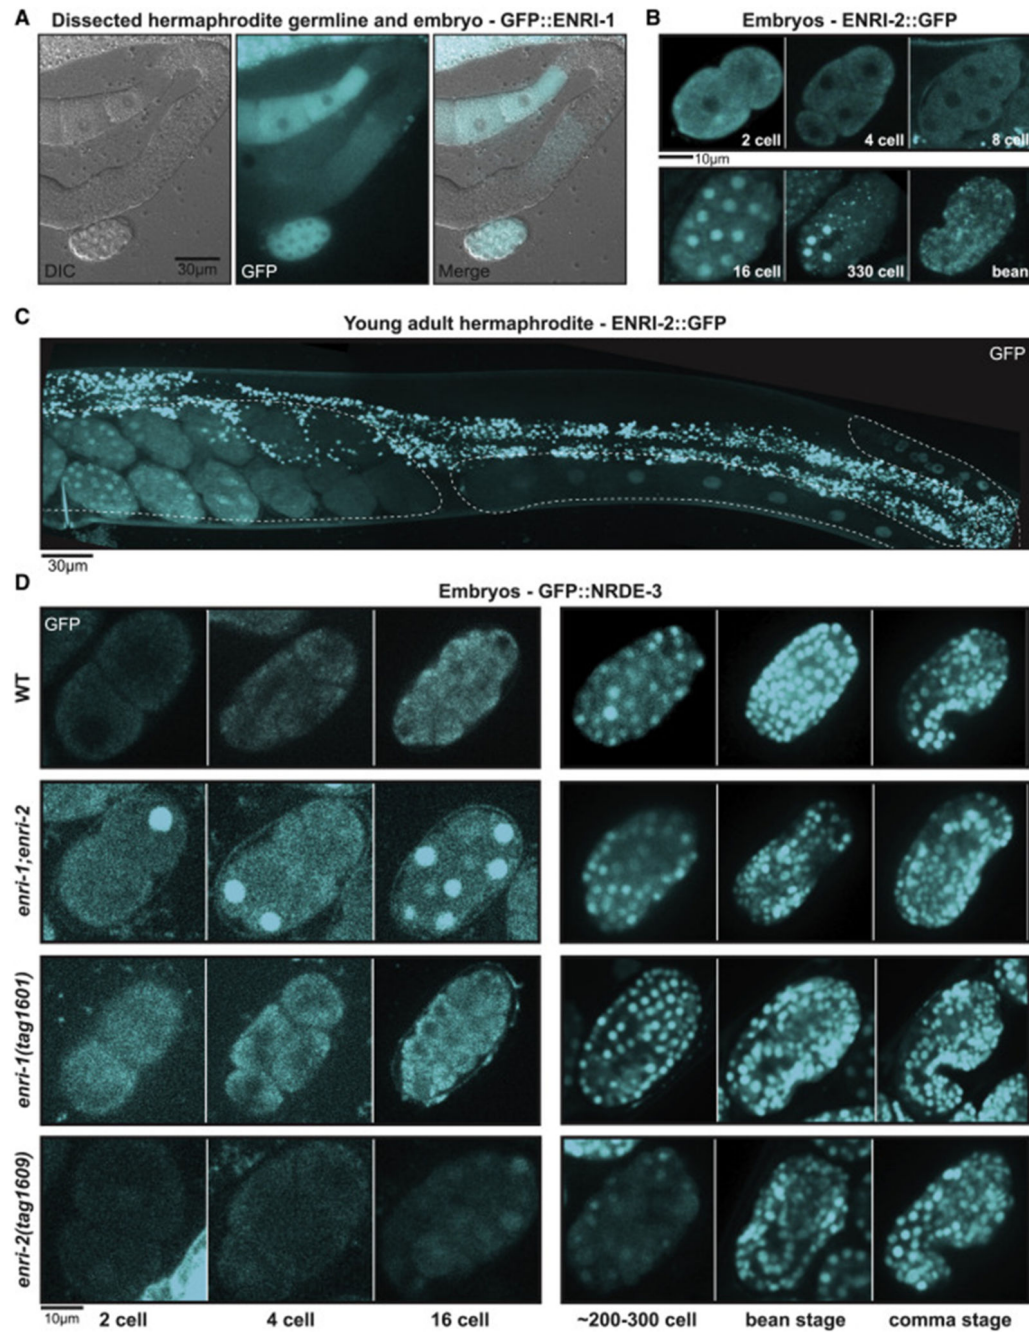 A
Dissected hermaphrodite germline and embryo - GFP::ENRI-1
DIC
30µm
GFP
Merge
B
Embryos - ENRI-2::GFP
2 cell
4 cell
8 cell
10µm
16 cell
330 cell
bean
C
Young adult hermaphrodite - ENRI-2::GFP
GFP
30µm
D
Embryos - GFP::NRDE-3
GFP
WT
enri-1;enri-2
enri-1(tag1601)
enri-2(tag1609)
10µm
2 cell
4 cell
16 cell
~200-300 cell
bean stage
comma stage